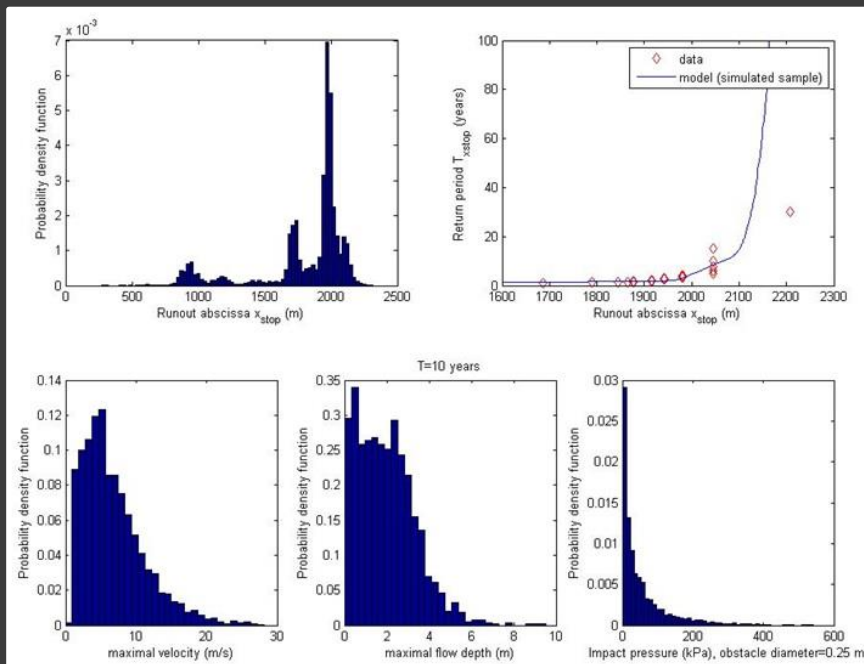 x 10^-3
7
6
5
4
3
2
1
0
0 500 1000 1500 2000 2500
Probability density function
Runout abscissa x_stop (m)
100
80
60
40
20
0
1600 1700 1800 1900 2000 2100 2200 2300
Return period T_xstop (years)
Runout abscissa x_stop (m)
data
model (simulated sample)
0.14
0.12
0.1
0.08
0.06
0.04
0.02
0
0 10 20 30
Probability density function
maximal velocity (m/s)
T=10 years
0.35
0.3
0.25
0.2
0.15
0.1
0.05
0
0 2 4 6 8 10
Probability density function
maximal flow depth (m)
0.03
0.025
0.02
0.015
0.01
0.005
0
0 200 400 600
Probability density function
Impact pressure (kPa), obstacle diameter=0.25 m